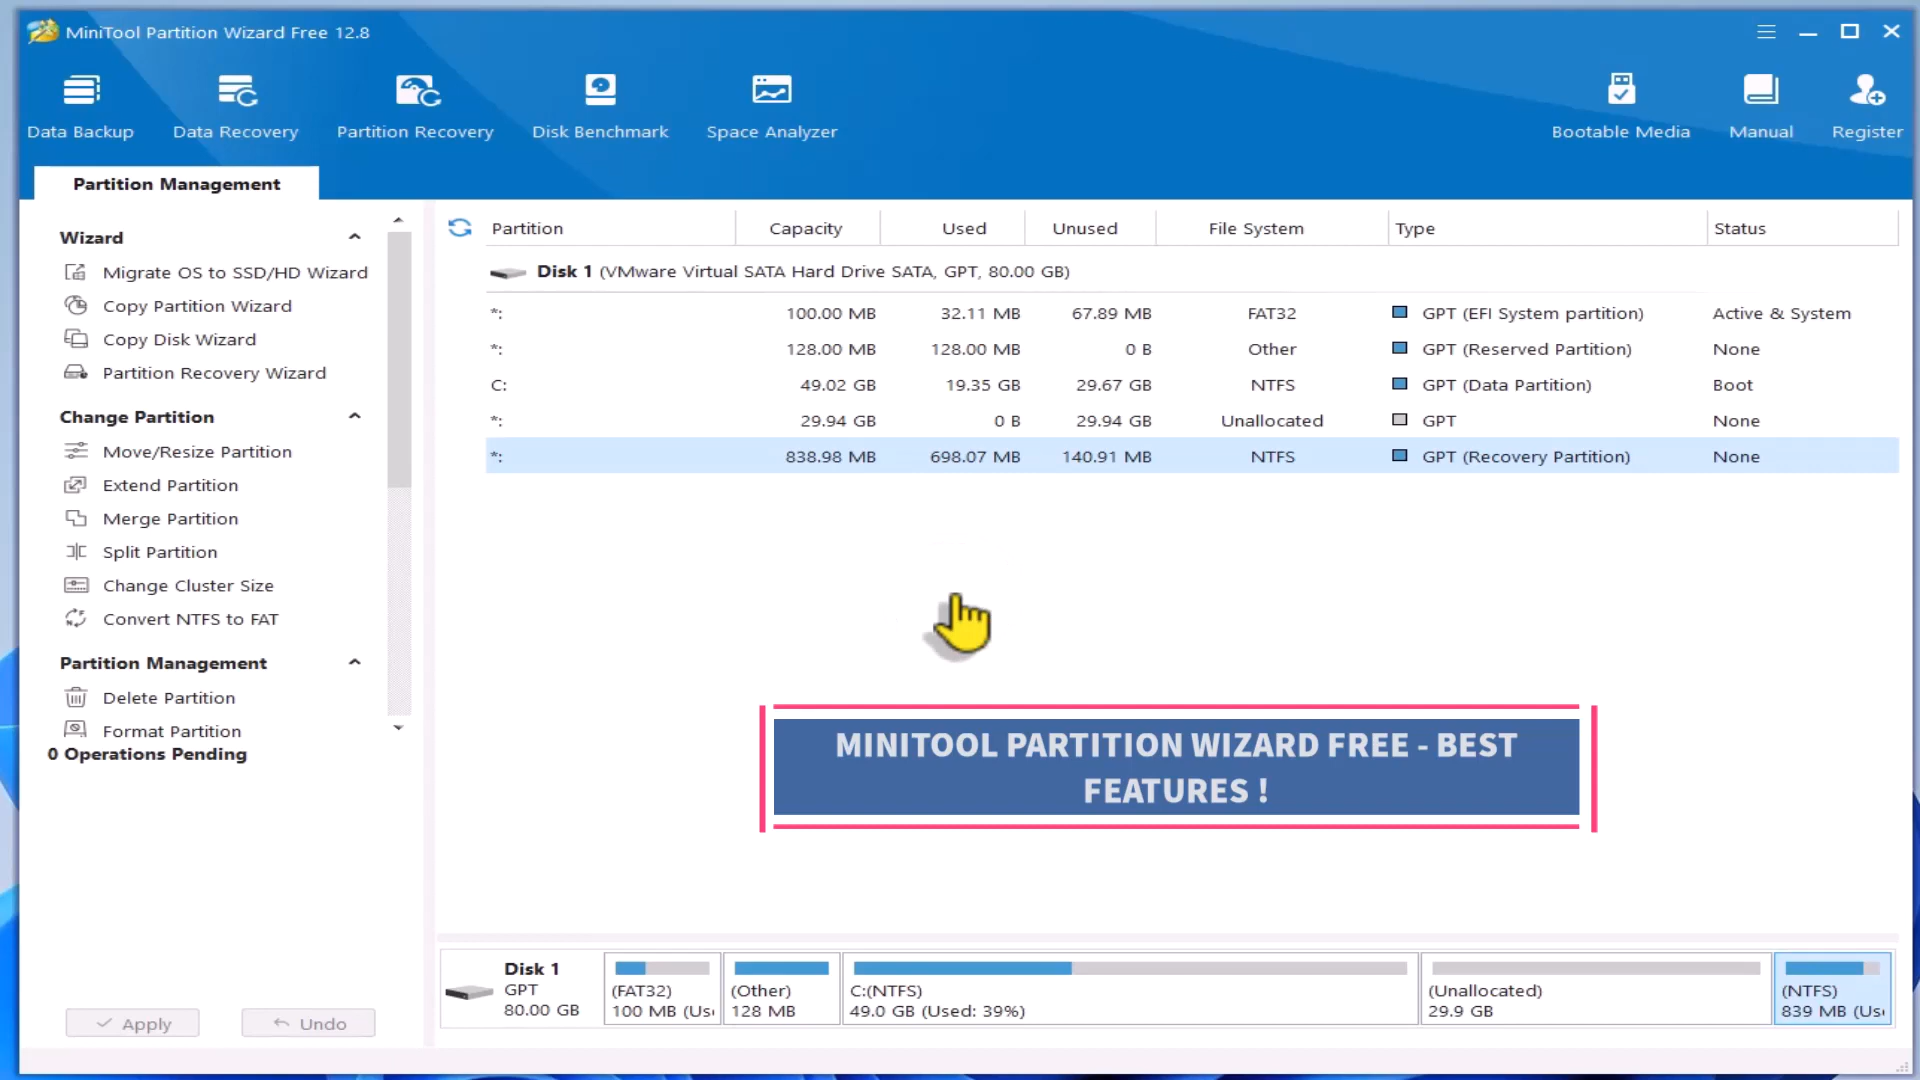 MiniTool Partition Wizard Free 12.8
Data Backup Data Recovery Partition Recovery Disk Benchmark Space Analyzer Bootable Media Manual Register
Partition Management
Wizard
Migrate OS to SSD/HD Wizard
Copy Partition Wizard
Copy Disk Wizard
Partition Recovery Wizard
Change Partition
Move/Resize Partition
Extend Partition
Merge Partition
Split Partition
Change Cluster Size
Convert NTFS to FAT
Partition Management
Delete Partition
Format Partition
0 Operations Pending
Apply Undo
Partition Capacity Used Unused File System Type Status
Disk 1 (VMware Virtual SATA Hard Drive SATA, GPT, 80.00 GB)
*: 100.00 MB 32.11 MB 67.89 MB FAT32 GPT (EFI System partition) Active & System
*: 128.00 MB 128.00 MB 0 B Other GPT (Reserved Partition) None
C: 49.02 GB 19.35 GB 29.67 GB NTFS GPT (Data Partition) Boot
*: 29.94 GB 0 B 29.94 GB Unallocated GPT None
*: 838.98 MB 698.07 MB 140.91 MB NTFS GPT (Recovery Partition) None
MINITOOL PARTITION WIZARD FREE - BEST
FEATURES !
Disk 1
GPT
80.00 GB
(FAT32)
100 MB (Us
(Other)
128 MB
C:(NTFS)
49.0 GB (Used: 39%)
(Unallocated)
29.9 GB
(NTFS)
839 MB (Us